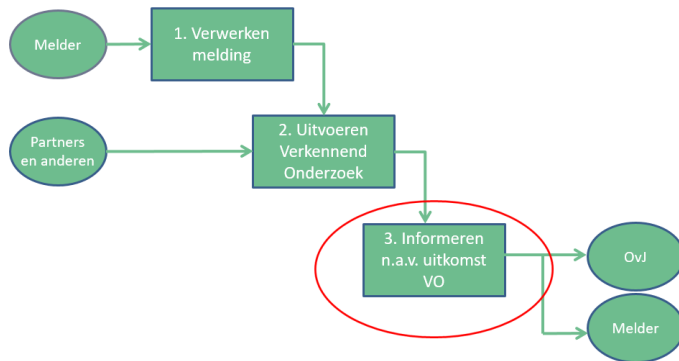 Melder
1. Verwerken
melding
Partners
en anderen
2. Uitvoeren
Verkennend
Onderzoek
3. Informeren
n.a.v. uitkomst
VO
OvJ
Melder